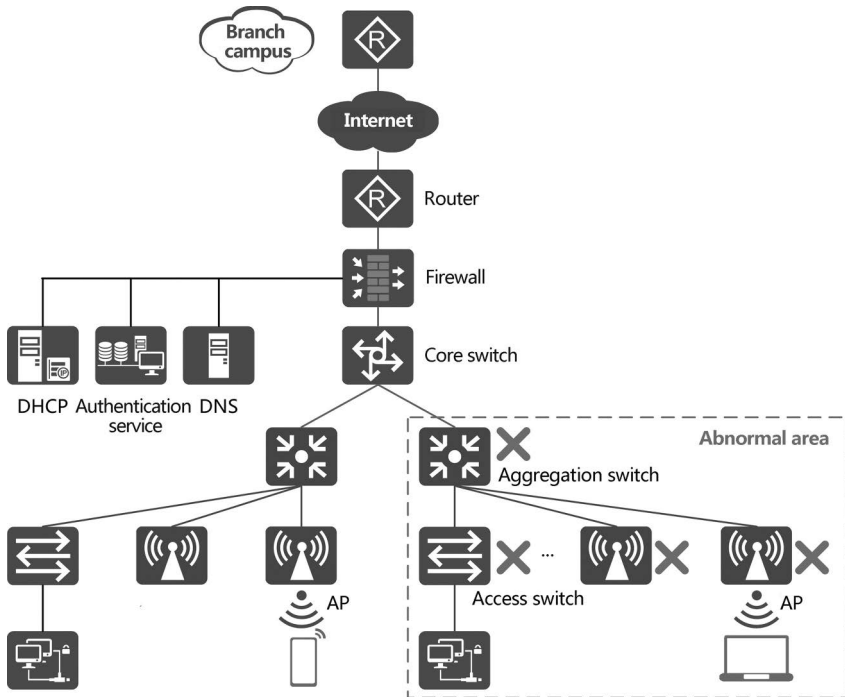 Branch
campus
R
Internet
R
Router
Firewall
Core switch
IP
DHCP
Authentication
service
DNS
Abnormal area
Aggregation switch
...
AP
Access switch
AP